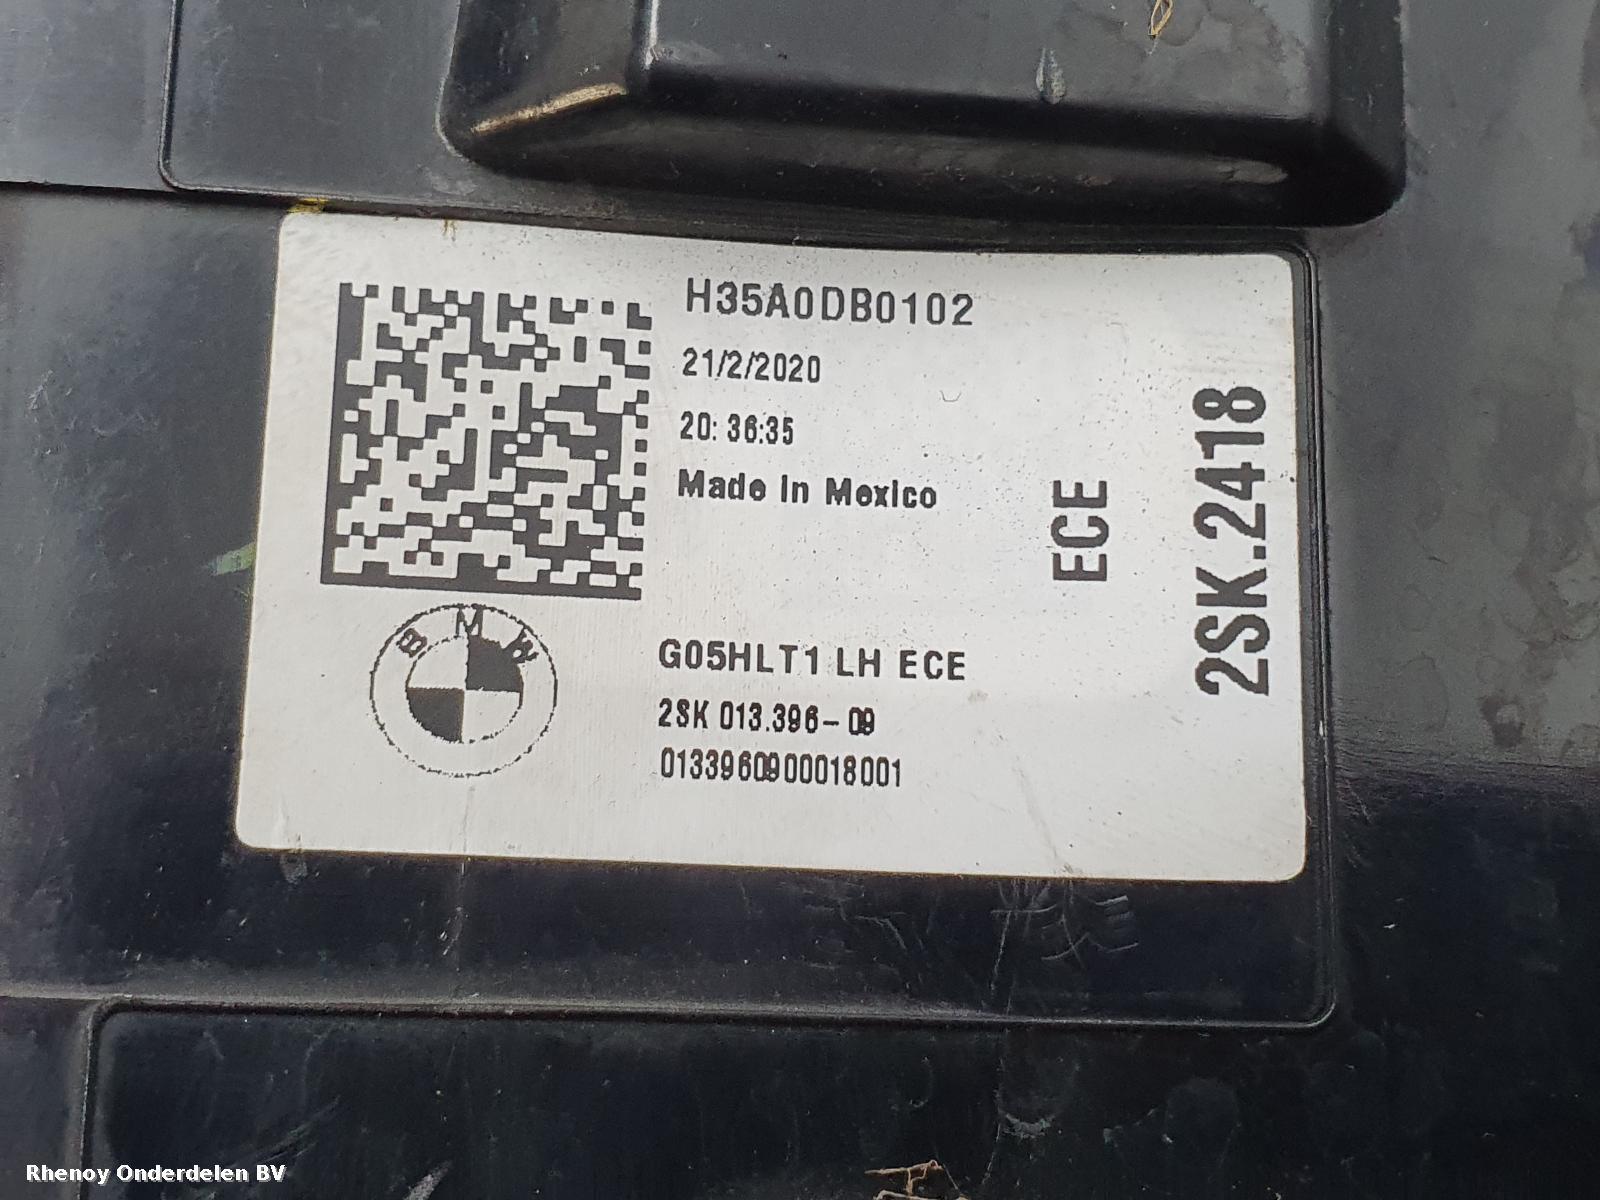 H35A0DB0102
21/2/2020
20: 36:35
Made In Mexico
ECE
2SK.2418
BMW
G05HLT1 LH ECE
2SK 013.396-09
0133960900018001
Rhenoy Onderdelen BV